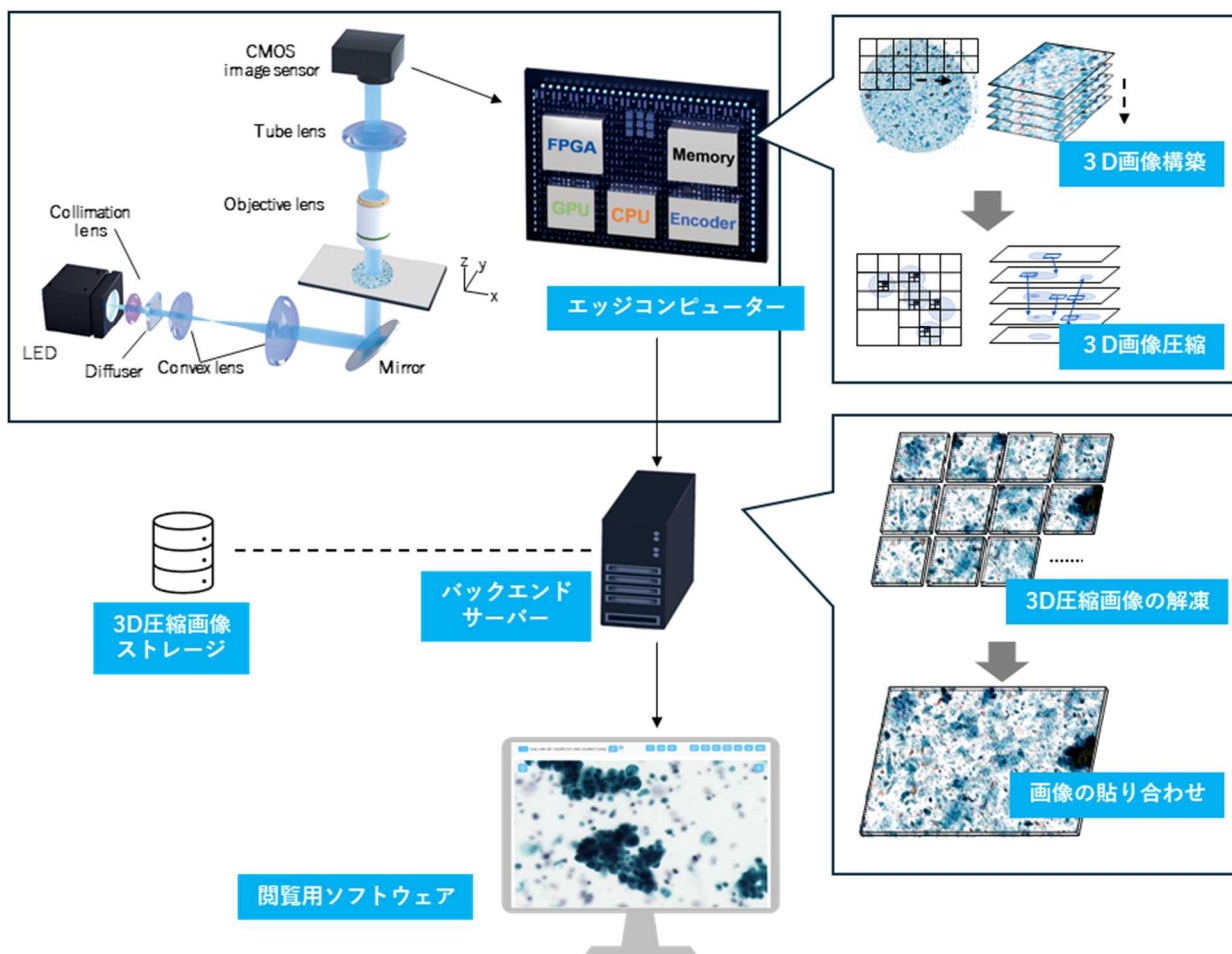 CMOS
image sensor
Tube lens
Objective lens
Collimation
lens
LED
Diffuser
Convex lens
Mirror
z
y
x
FPGA
Memory
GPU
CPU
Encoder
エッジコンピューター
3D画像構築
3D画像圧縮
3D圧縮画像
ストレージ
バックエンド
サーバー
3D圧縮画像の解凍
画像の貼り合わせ
閲覧用ソフトウェア